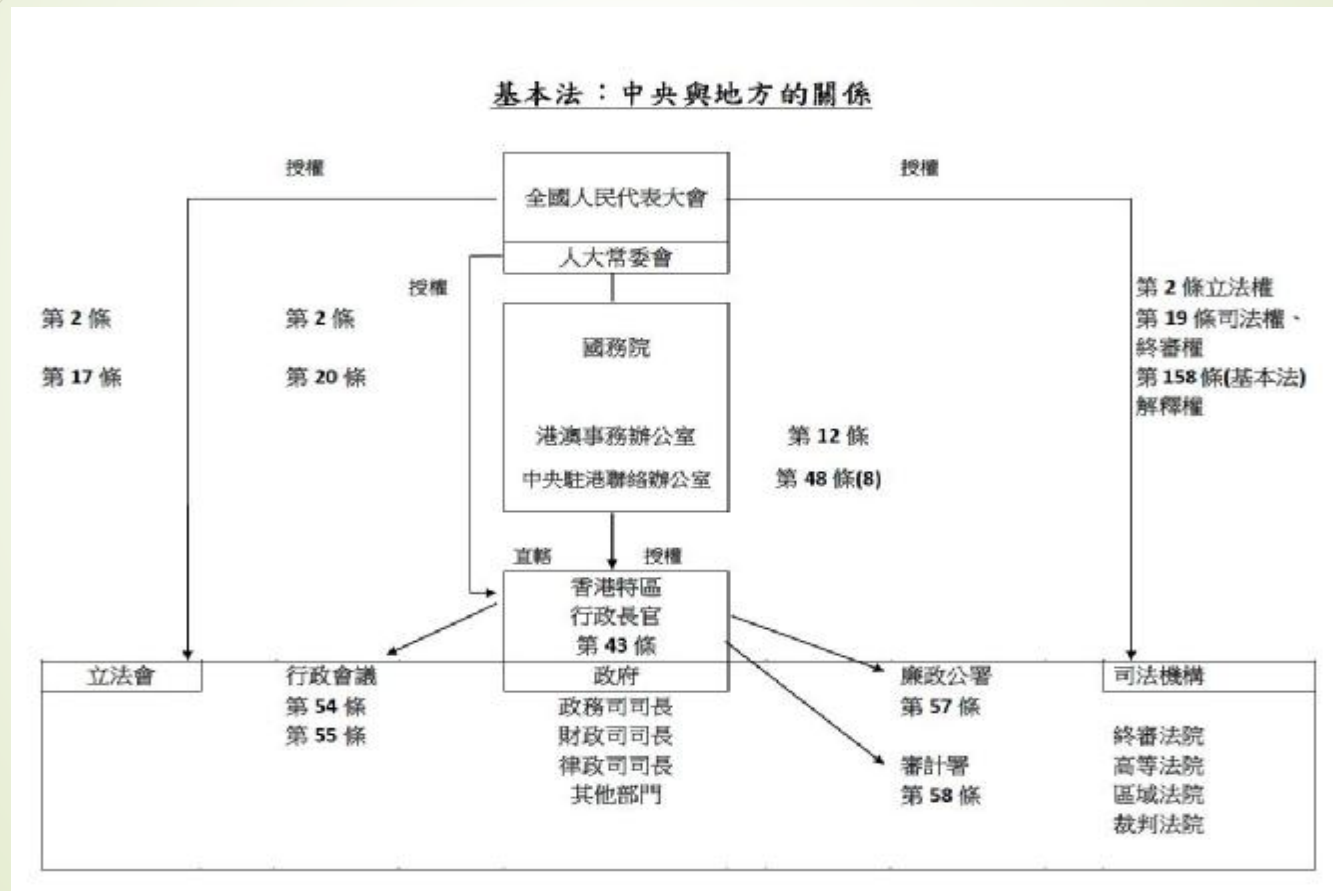 基本法：中央與地方的關係
授權
授權
全國人民代表大會
人大常委會
授權
第 2 條
第 17 條
第 2 條
第 20 條
國務院
港澳事務辦公室
中央駐港聯絡辦公室
第 12 條
第 48 條(8)
第 2 條立法權
第 19 條司法權、
終審權
第 158 條(基本法)
解釋權
直轄
授權
香港特區
行政長官
第 43 條
立法會
行政會議
第 54 條
第 55 條
政府
政務司司長
財政司司長
律政司司長
其他部門
廉政公署
第 57 條
審計署
第 58 條
司法機構
終審法院
高等法院
區域法院
裁判法院